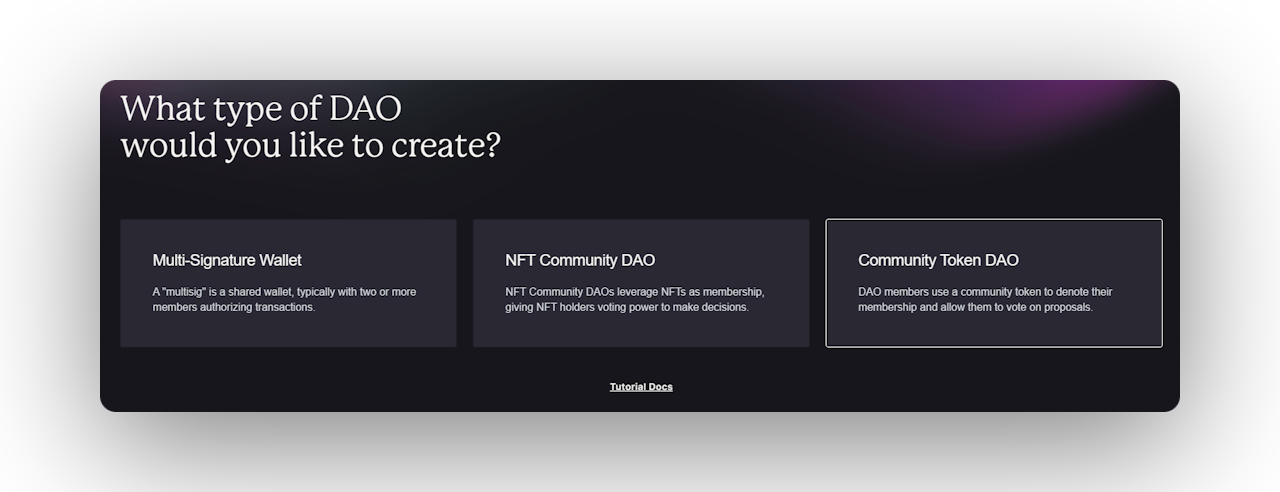 What type of DAO
would you like to create?
Multi-Signature Wallet
A "multisig" is a shared wallet, typically with two or more
members authorizing transactions.
NFT Community DAO
NFT Community DAOs leverage NFTs as membership,
giving NFT holders voting power to make decisions.
Community Token DAO
DAO members use a community token to denote their
membership and allow them to vote on proposals.
Tutorial Docs